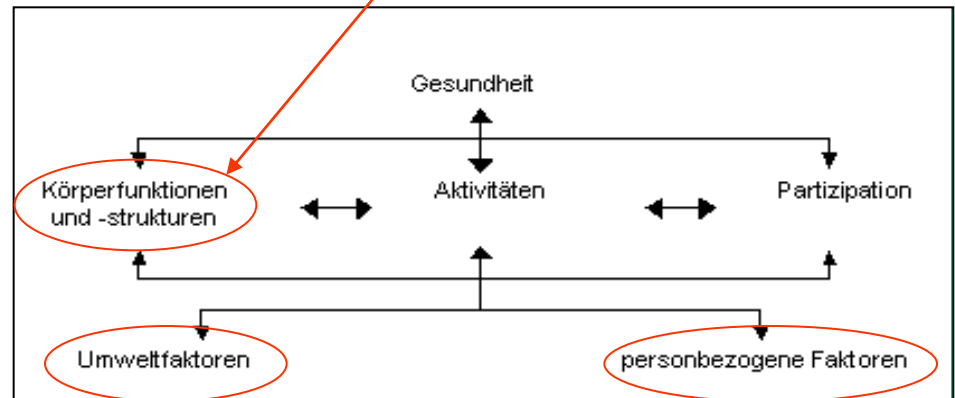 Gesundheit
Körperfunktionen
und -strukturen
Aktivitäten
Partizipation
Umweltfaktoren
personbezogene Faktoren